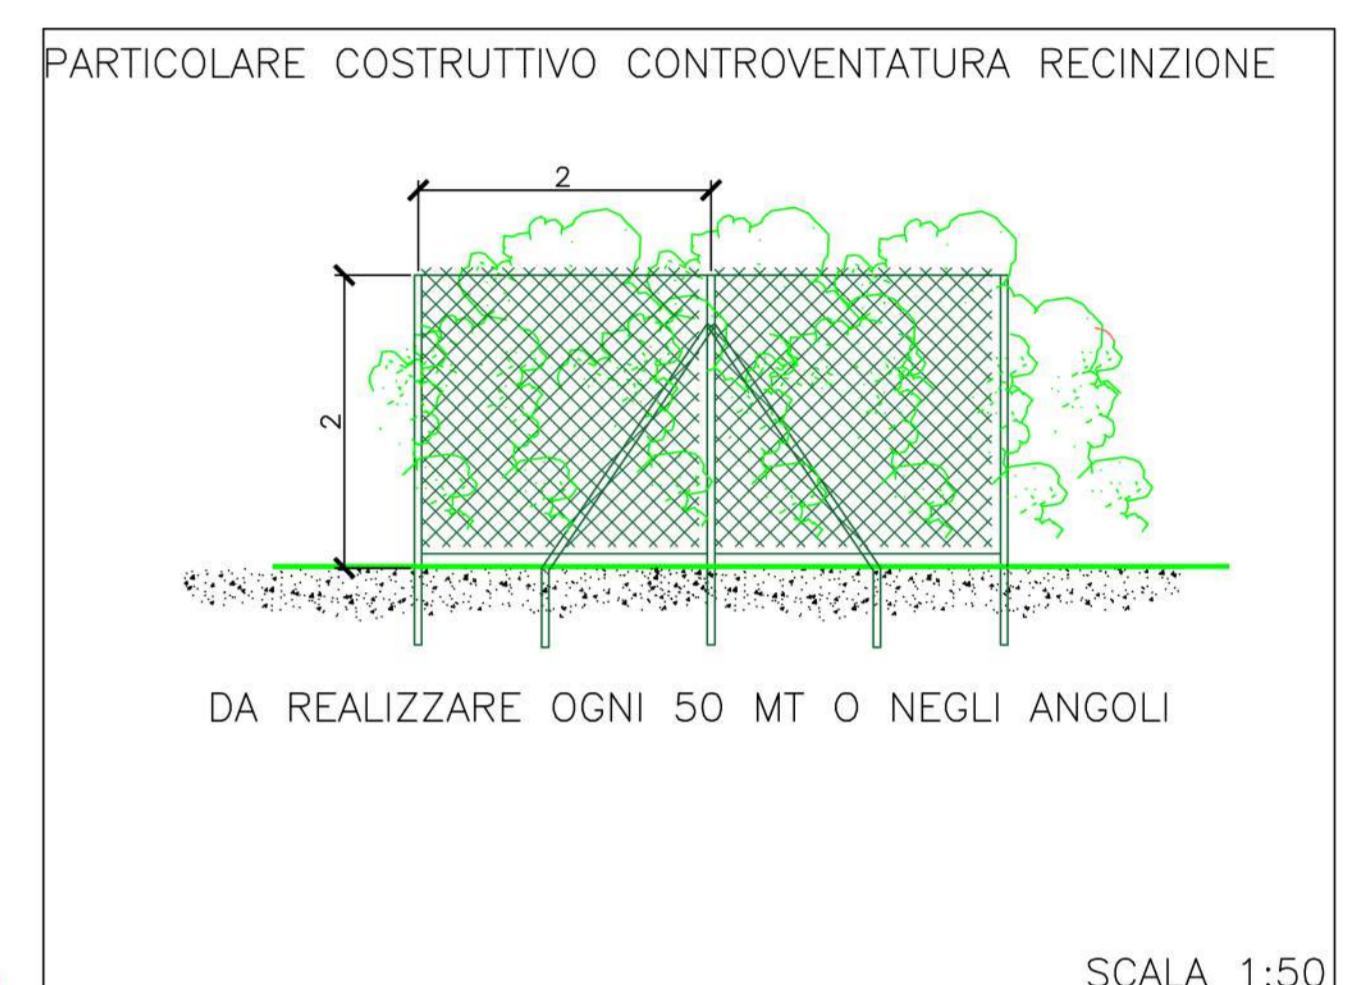 PARTICOLARE COSTRUTTIVO CONTROVENTATURA RECINZIONE
2
2
DA REALIZZARE OGNI 50 MT O NEGLI ANGOLI
SCALA 1:50